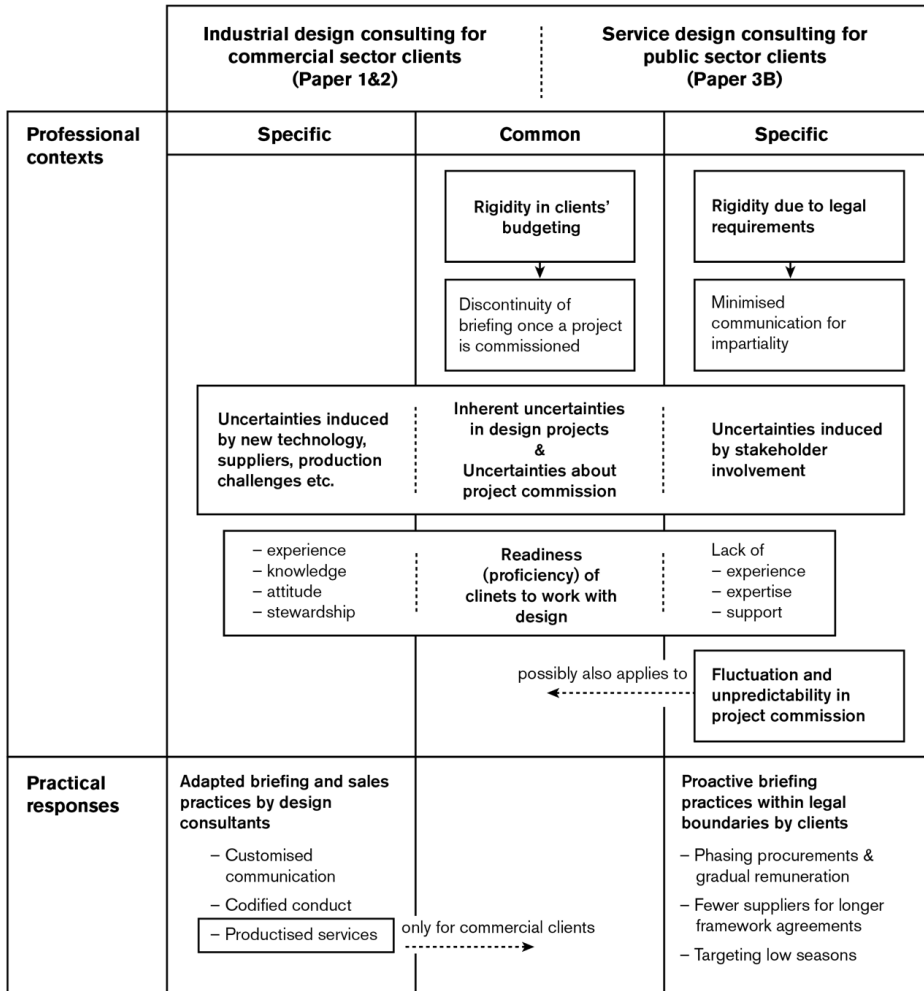 Industrial design consulting for
commercial sector clients
(Paper 1&2)
Service design consulting for
public sector clients
(Paper 3B)
Professional
contexts
Specific
Common
Specific
Rigidity in clients’
budgeting
Rigidity due to legal
requirements
Discontinuity of
briefing once a project
is commissioned
Minimised
communication for
impartiality
Uncertainties induced
by new technology,
suppliers, production
challenges etc.
Inherent uncertainties
in design projects
&
Uncertainties about
project commission
Uncertainties induced
by stakeholder
involvement
– experience
– knowledge
– attitude
– stewardship
Readiness
(proficiency) of
clinets to work with
design
Lack of
– experience
– expertise
– support
possibly also applies to
Fluctuation and
unpredictability in
project commission
Practical
responses
Adapted briefing and sales
practices by design
consultants
– Customised
communication
– Codified conduct
– Productised services
only for commercial clients
Proactive briefing
practices within legal
boundaries by clients
– Phasing procurements &
gradual remuneration
– Fewer suppliers for longer
framework agreements
– Targeting low seasons